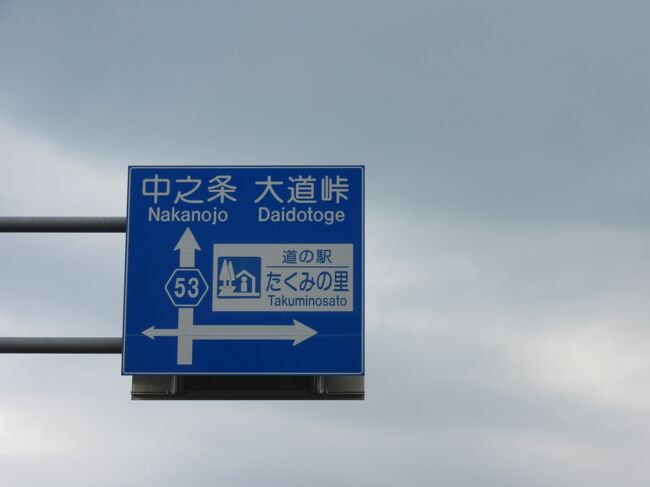 中之条 大道峠
Nakanojo Daidotoge
道の駅
たくみの里
Takuminosato
53